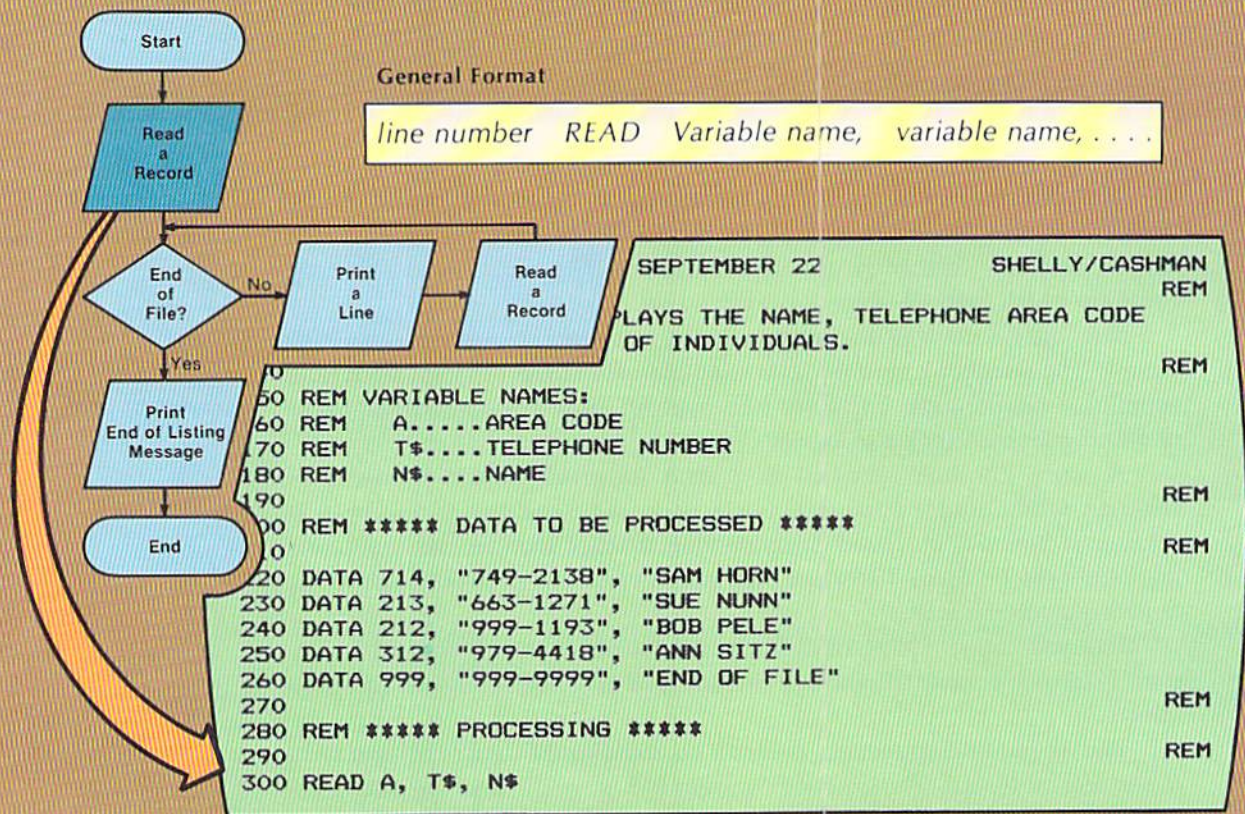 Start
General Format
line number READ Variable name, variable name, . . . .
Read
a
Record
End
of
File?
No
Print
a
Line
Read
a
Record
Yes
Print
End of Listing
Message
End
SEPTEMBER 22 SHELLY/CASHMAN
REM
PLAYS THE NAME, TELEPHONE AREA CODE
OF INDIVIDUALS.
REM
50 REM VARIABLE NAMES:
60 REM A.....AREA CODE
170 REM T$....TELEPHONE NUMBER
180 REM N$....NAME
190 REM
00 REM ***** DATA TO BE PROCESSED *****
10 REM
220 DATA 714, "749-2138", "SAM HORN"
230 DATA 213, "663-1271", "SUE NUNN"
240 DATA 212, "999-1193", "BOB PELE"
250 DATA 312, "979-4418", "ANN SITZ"
260 DATA 999, "999-9999", "END OF FILE"
270 REM
280 REM ***** PROCESSING *****
290 REM
300 READ A, T$, N$